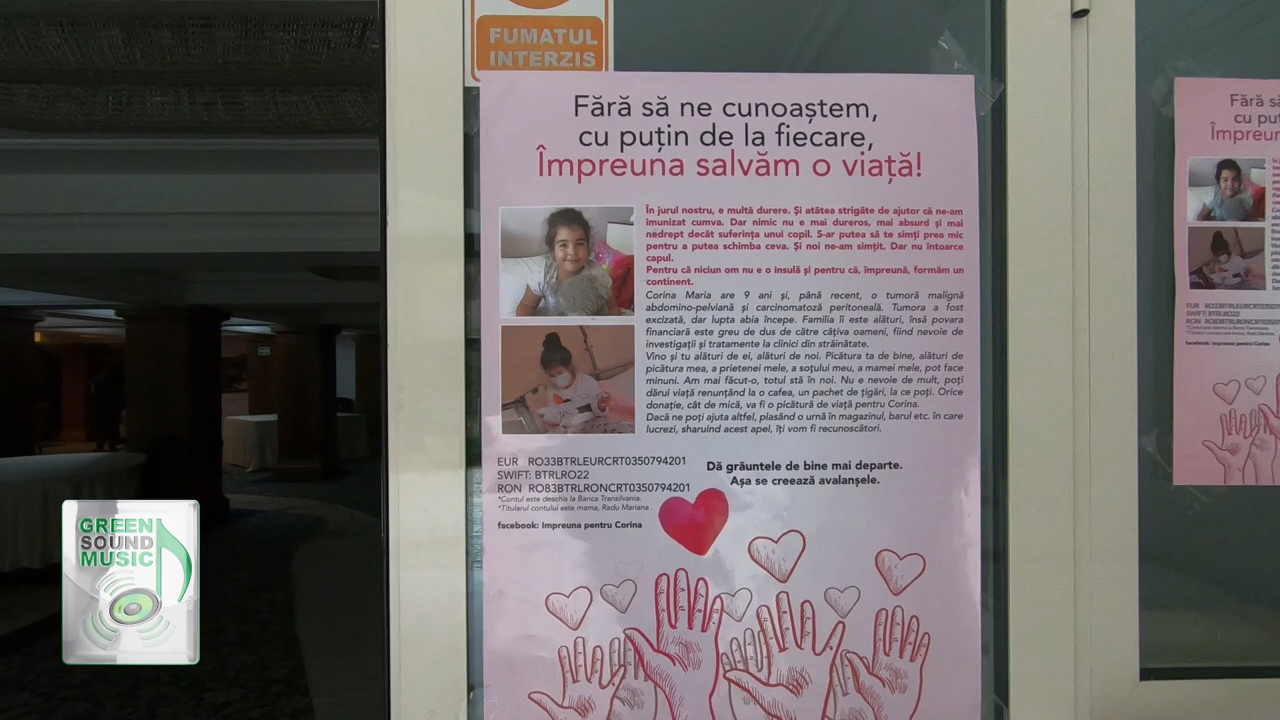 FUMATUL
INTERZIS
Fără să ne cunoaștem,
cu puțin de la fiecare,
Împreuna salvăm o viață!
În jurul nostru, e multă durere. Și atâtea strigăte de ajutor că ne-am
imunizat cumva. Dar nimic nu e mai dureros, mai absurd și mai
nedrept decât suferința unui copil. S-ar putea să te simți prea mic
pentru a putea schimba ceva. Și noi ne-am simțit. Dar nu întoarce
capul.
Pentru că niciun om nu e o insulă și pentru că, împreună, formăm un
continent.
Corina Maria are 9 ani și, până recent, o tumoră malignă
abdomino-pelviană și carcinomatoză peritoneală. Tumora a fost
excizată, dar lupta abia începe. Familia îi este alături, însă povara
financiară este greu de dus de către câțiva oameni, fiind nevoie de
investigații și tratamente la clinici din străinătate.
Vino și tu alături de ei, alături de noi. Picătura ta de bine, alături de
picătura mea, a prietenei mele, a soțului meu, a mamei mele, pot face
minuni. Am mai făcut-o, totul stă în noi. Nu e nevoie de mult, poți
dărui viață renunțând la o cafea, un pachet de țigări, la ce poți. Orice
donație, cât de mică, va fi o picătură de viață pentru Corina.
Dacă ne poți ajuta altfel, plasând o urnă în magazinul, barul etc. în care
lucrezi, sharuind acest apel, îți vom fi recunoscători.
EUR RO33BTRLEURCRT0350794201
SWIFT: BTRLRO22
RON RO83BTRLRONCRT0350794201
*Contul este deschis la Banca Transilvania.
*Titularul contului este mama, Radu Mariana .
facebook: Impreuna pentru Corina
Dă grăuntele de bine mai departe.
Așa se creează avalanșele.
Fără să
cu puț
Împreun
SWIFT: BTRLRO22
facebook: Impreuna pentru Corina
GREEN
SOUND
MUSIC